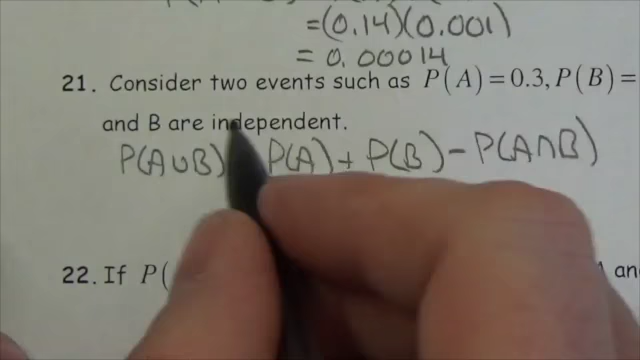 =(0.14)(0.001)
= 0.00014
21. Consider two events such as P(A)=0.3, P(B)=
and B are independent.
P(A∪B) P(A) + P(B) - P(A∩B)
22. If P( and